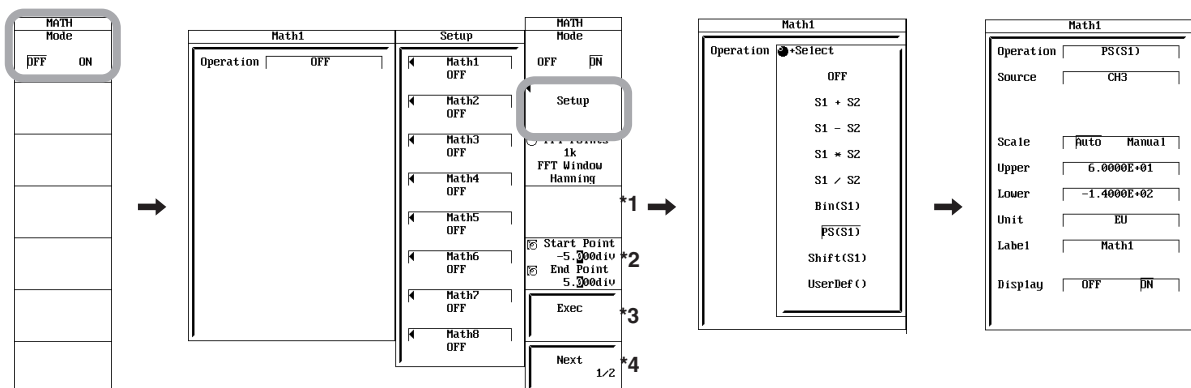 MATH
Mode
OFF ON
Math1
Operation OFF
Setup
Math1
OFF
Math2
OFF
Math3
OFF
Math4
OFF
Math5
OFF
Math6
OFF
Math7
OFF
Math8
OFF
MATH
Mode
OFF ON
Setup
FFT Points
1k
FFT Window
Hanning
*1
Start Point
-5.000div
*2
End Point
5.000div
Exec
*3
Next
1/2
*4
Math1
Operation +Select
OFF
S1 + S2
S1 - S2
S1 * S2
S1 / S2
Bin(S1)
PS(S1)
Shift(S1)
UserDef()
Math1
Operation PS(S1)
Source CH3
Scale Auto Manual
Upper 6.0000E+01
Lower -1.4000E+02
Unit EU
Label Math1
Display OFF ON